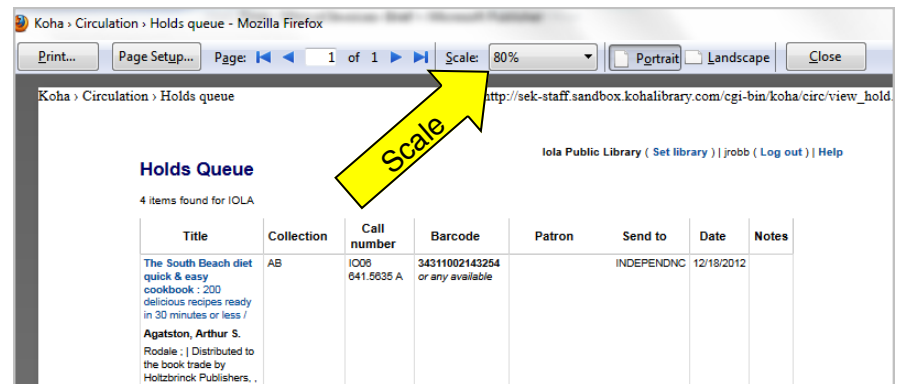 Koha › Circulation › Holds queue - Mozilla Firefox
Print... Page Setup... Page: 1 of 1 Scale: 80% Portrait Landscape Close
Koha › Circulation › Holds queue
http://sek-staff.sandbox.kohalibrary.com/cgi-bin/koha/circ/view_hold.
Scale
Iola Public Library ( Set library ) | jrobb ( Log out ) | Help
Holds Queue
4 items found for IOLA
Title Collection Call number Barcode Patron Send to Date Notes
The South Beach diet AB IO06 34311002143254 INDEPENDNC 12/18/2012
quick & easy 641.5635 A or any available
cookbook : 200
delicious recipes ready
in 30 minutes or less /
Agatston, Arthur S.
Rodale ; | Distributed to
the book trade by
Holtzbrinck Publishers, ,